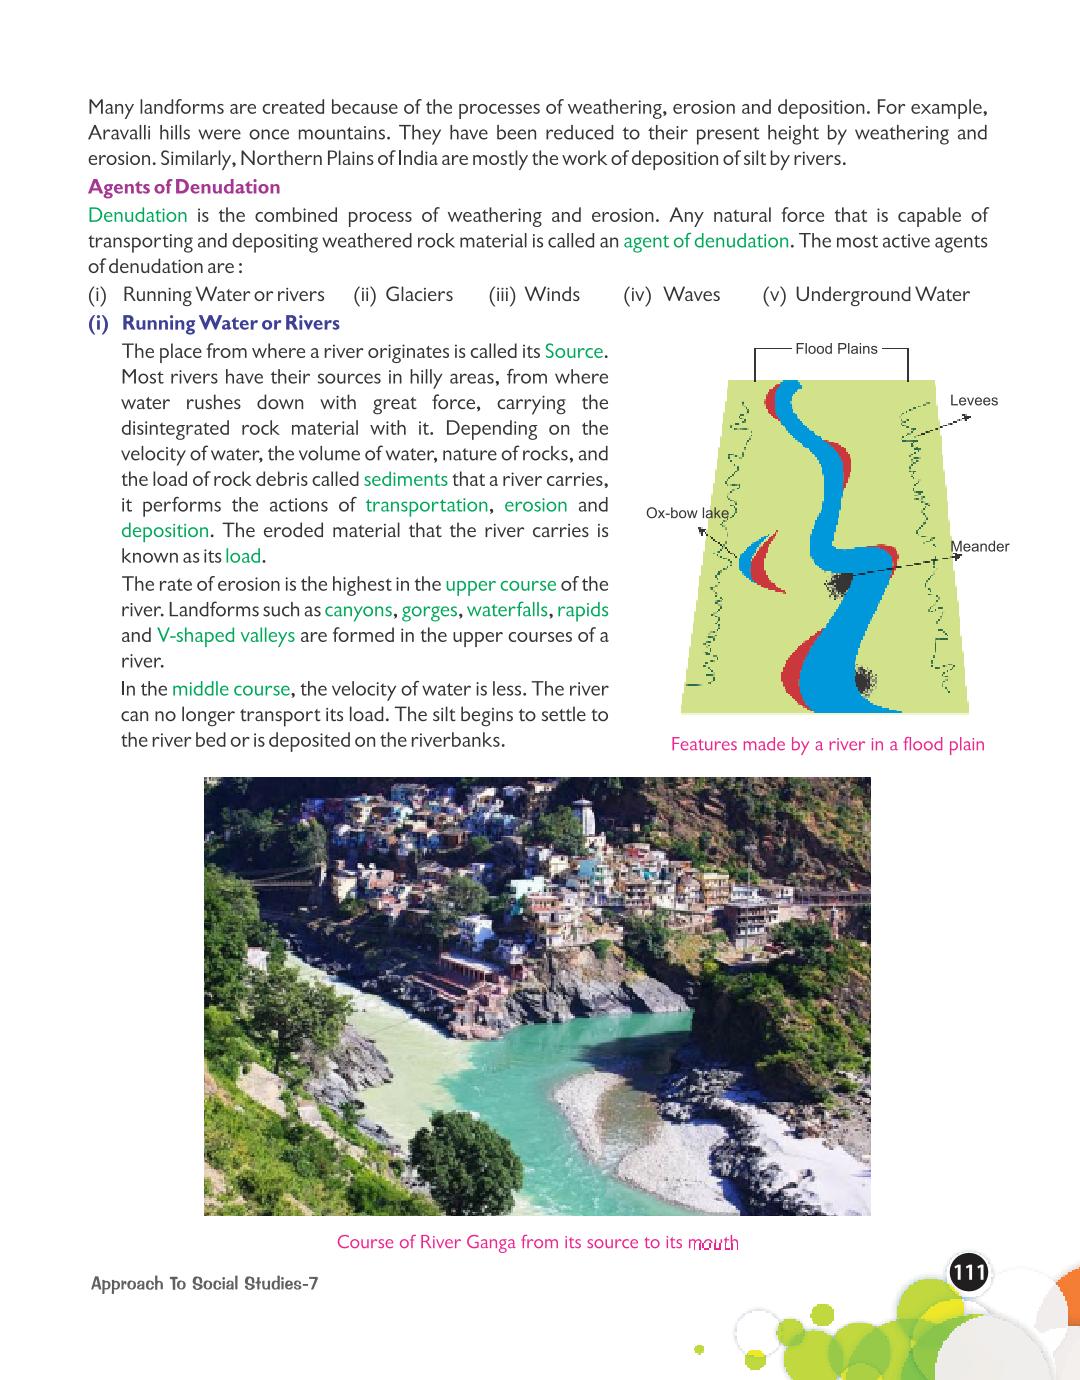 Many landforms are created because of the processes of weathering, erosion and deposition. For example,
Aravalli hills were once mountains. They have been reduced to their present height by weathering and
erosion. Similarly, Northern Plains of India are mostly the work of deposition of silt by rivers.
Agents of Denudation
Denudation is the combined process of weathering and erosion. Any natural force that is capable of
transporting and depositing weathered rock material is called an agent of denudation. The most active agents
of denudation are :
(i) Running Water or rivers (ii) Glaciers (iii) Winds (iv) Waves (v) Underground Water
(i) Running Water or Rivers
The place from where a river originates is called its Source.
Most rivers have their sources in hilly areas, from where
water rushes down with great force, carrying the
disintegrated rock material with it. Depending on the
velocity of water, the volume of water, nature of rocks, and
the load of rock debris called sediments that a river carries,
it performs the actions of transportation, erosion and
deposition. The eroded material that the river carries is
known as its load.
The rate of erosion is the highest in the upper course of the
river. Landforms such as canyons, gorges, waterfalls, rapids
and V-shaped valleys are formed in the upper courses of a
river.
In the middle course, the velocity of water is less. The river
can no longer transport its load. The silt begins to settle to
the river bed or is deposited on the riverbanks.
Flood Plains
Levees
Ox-bow lake
Meander
Features made by a river in a flood plain
Course of River Ganga from its source to its mouth
Approach To Social Studies-7
111